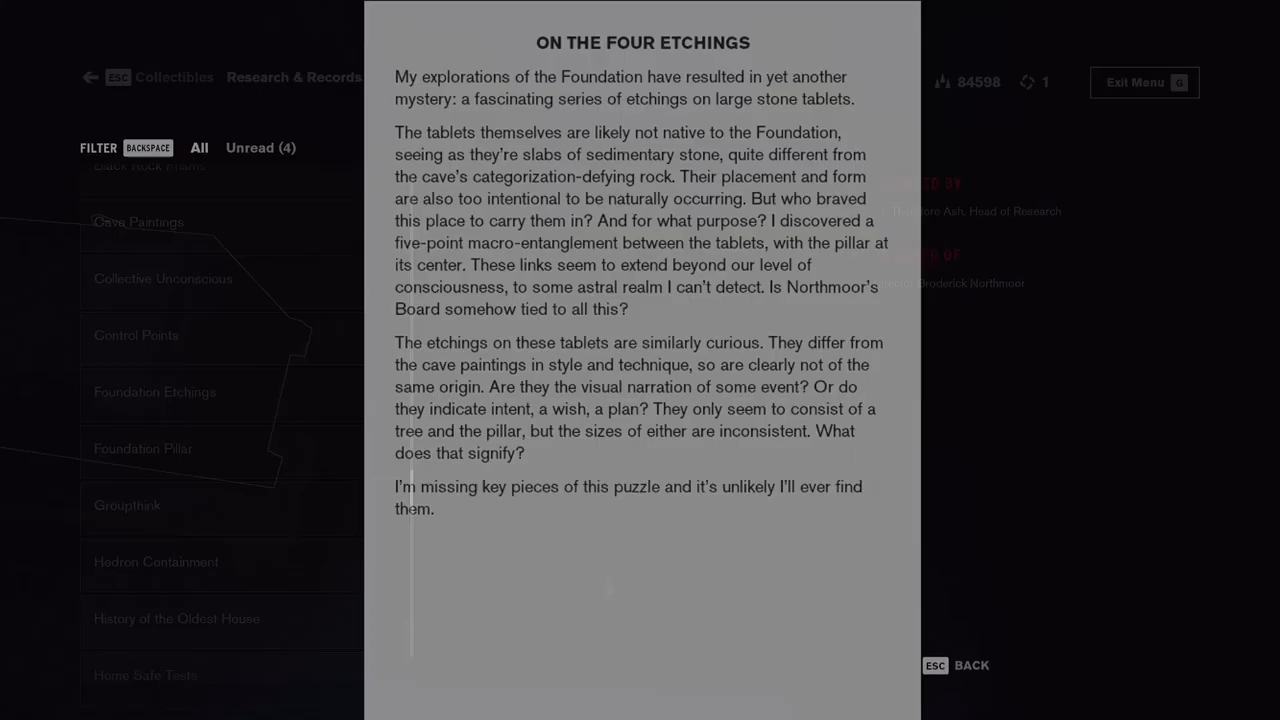 ON THE FOUR ETCHINGS
ESC Collectibles Research & Records
84598 1 Exit Menu G
My explorations of the Foundation have resulted in yet another
mystery: a fascinating series of etchings on large stone tablets.
FILTER BACKSPACE All Unread (4)
The tablets themselves are likely not native to the Foundation,
seeing as they're slabs of sedimentary stone, quite different from
the cave's categorization-defying rock. Their placement and form
are also too intentional to be naturally occurring. But who braved
this place to carry them in? And for what purpose? I discovered a
five-point macro-entanglement between the tablets, with the pillar at
its center. These links seem to extend beyond our level of
consciousness, to some astral realm I can't detect. Is Northmoor's
Board somehow tied to all this?
The etchings on these tablets are similarly curious. They differ from
the cave paintings in style and technique, so are clearly not of the
same origin. Are they the visual narration of some event? Or do
they indicate intent, a wish, a plan? They only seem to consist of a
tree and the pillar, but the sizes of either are inconsistent. What
does that signify?
I'm missing key pieces of this puzzle and it's unlikely I'll ever find
them.
Cave Paintings
Collective Unconscious
Control Points
Foundation Etchings
Foundation Pillar
Groupthink
Hedron Containment
History of the Oldest House
Home Safe Tests
BY
Ash, Head of Research
OF
Broderick Northmoor
ESC BACK